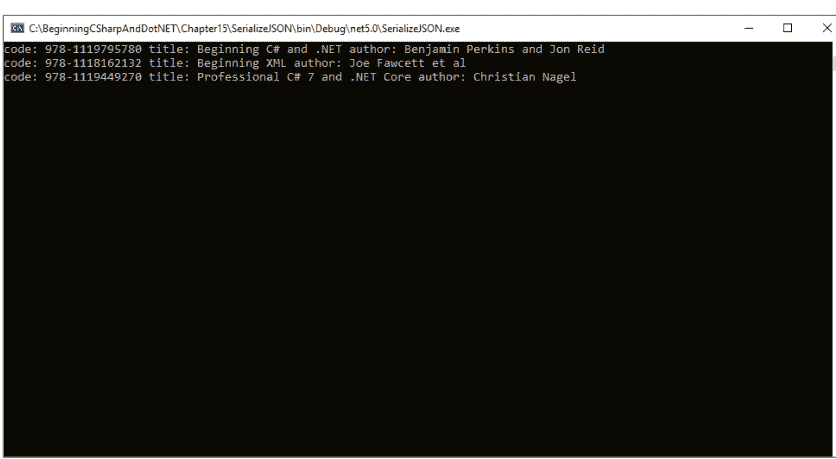 C:\BeginningCSharpAndDotNET\Chapter15\SerializeJSON\bin\Debug\net5.0\SerializeJSON.exe
code: 978-1119795780 title: Beginning C# and .NET author: Benjamin Perkins and Jon Reid
code: 978-1118162132 title: Beginning XML author: Joe Fawcett et al
code: 978-1119449270 title: Professional C# 7 and .NET Core author: Christian Nagel